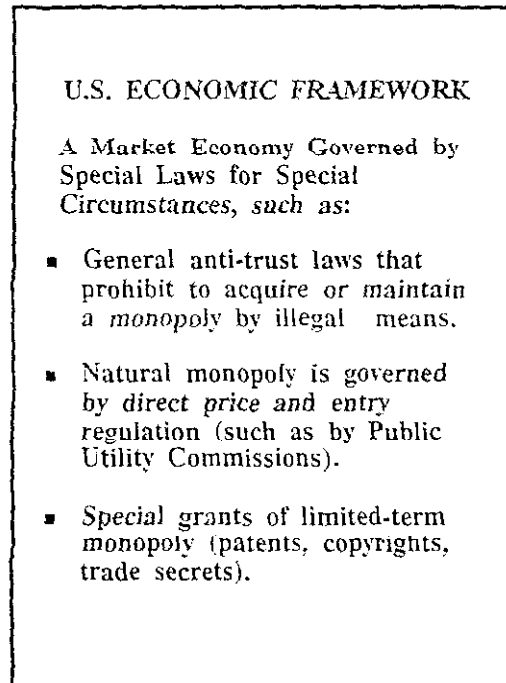 U.S. ECONOMIC FRAMEWORK
A Market Economy Governed by
Special Laws for Special
Circumstances, such as:
▪ General anti-trust laws that
prohibit to acquire or maintain
a monopoly by illegal means.
▪ Natural monopoly is governed
by direct price and entry
regulation (such as by Public
Utility Commissions).
▪ Special grants of limited-term
monopoly (patents, copyrights,
trade secrets).